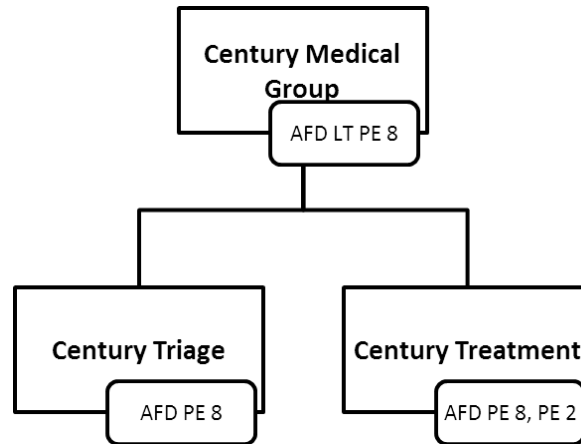 Century Medical
Group
AFD LT PE 8
Century Triage
Century Treatment
AFD PE 8
AFD PE 8, PE 2